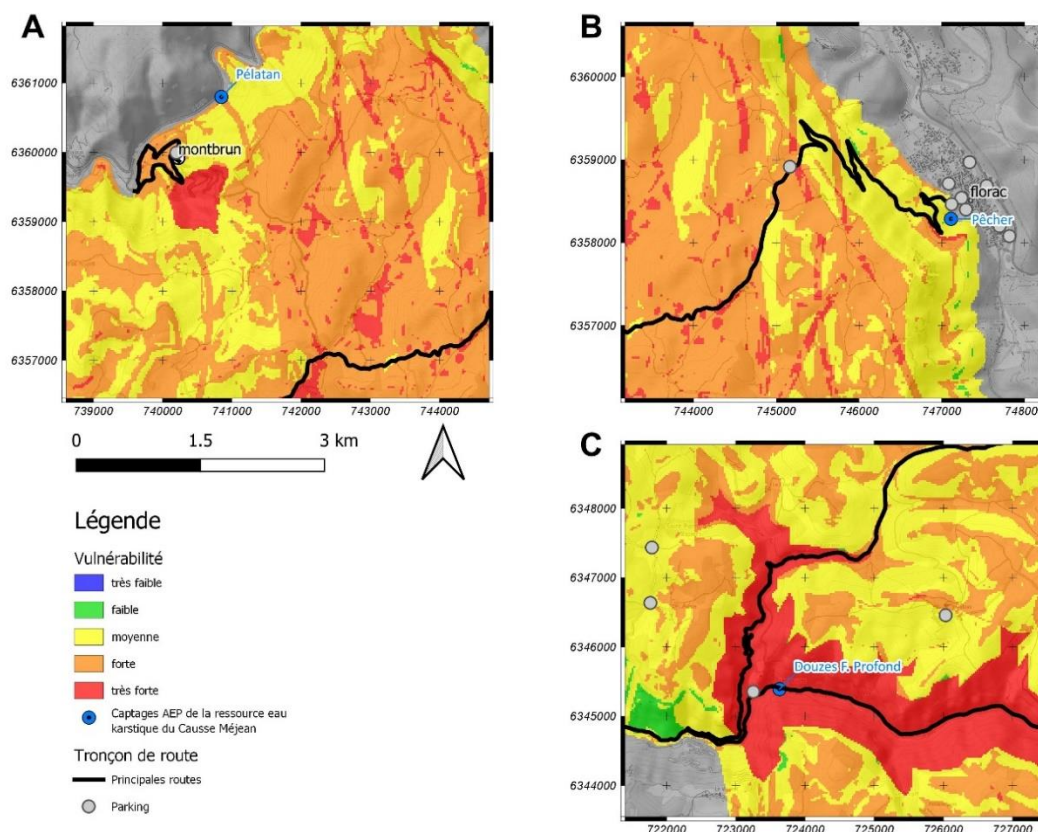 A
6361000
6360000
6359000
6358000
6357000
Pélatan
montbrun
739000 740000 741000 742000 743000 744000
B
6360000
6359000
6358000
6357000
florac
Pêcher
744000 745000 746000 747000 748000
0 1.5 3 km
Légende
Vulnérabilité
très faible
faible
moyenne
forte
très forte
Captages AEP de la ressource eau
karstique du Causse Méjean
Tronçon de route
Principales routes
Parking
C
6348000
6347000
6346000
6345000
6344000
Douzes F. Profond
722000 723000 724000 725000 726000 727000